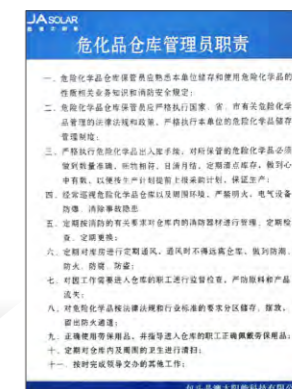 JA SOLAR
危化品仓库管理员职责
一、危险化学品仓库保管员应熟悉本单位储存和使用危险化学品的
性质相关业务知识和消防安全规定;
二、危险化学品仓库保管员应严格执行国家、省、市有关危险化学
品管理的法律法规和政策,严格执行本单位的危险化学品储存
管理制度;
三、严格执行危险化学品出入库手续,对所保管的危险化学品必须
做到数量准确、账物相符、日清月结,定期盘点库存,做到心
中有数,以便按生产计划提前上报采购计划,保证生产;
四、经常巡视危险化学品仓库以及周围环境,严禁明火、电气设备
防爆,消除事故隐患
五、定期按消防的有关要求对仓库内的消防器材进行管理,定期检
查、定期更换;
六、定期对库房进行定期通风,通风时不得远离仓库,做到防潮、
防火、防腐、防盗;
七、对因工作需要进入仓库的职工进行监督检查,严防原料和产品
流失;
八、对危险化学品按法律法规和行业标准的要求分区储存,摆放,
留出防火通道;
九、正确使用劳保用品,并指导进入仓库的职工正确佩戴劳保用品;
十、定期对仓库内及周围的卫生进行清扫;
十一、按时完成领导交办的其他工作;